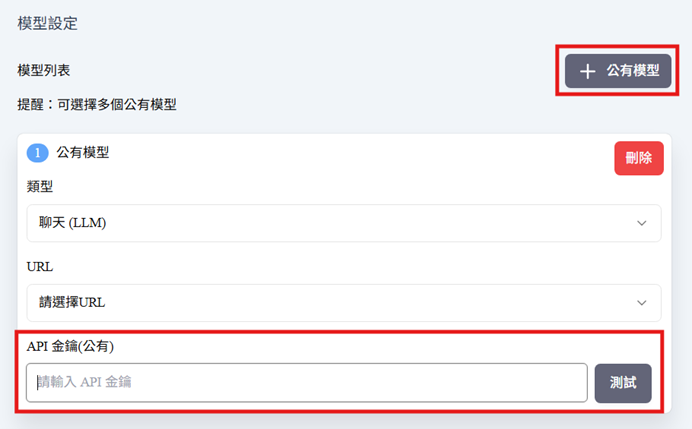 模型設定
模型列表
＋ 公有模型
提醒：可選擇多個公有模型
1 公有模型
刪除
類型
聊天 (LLM)
URL
請選擇URL
API 金鑰(公有)
請輸入 API 金鑰
測試